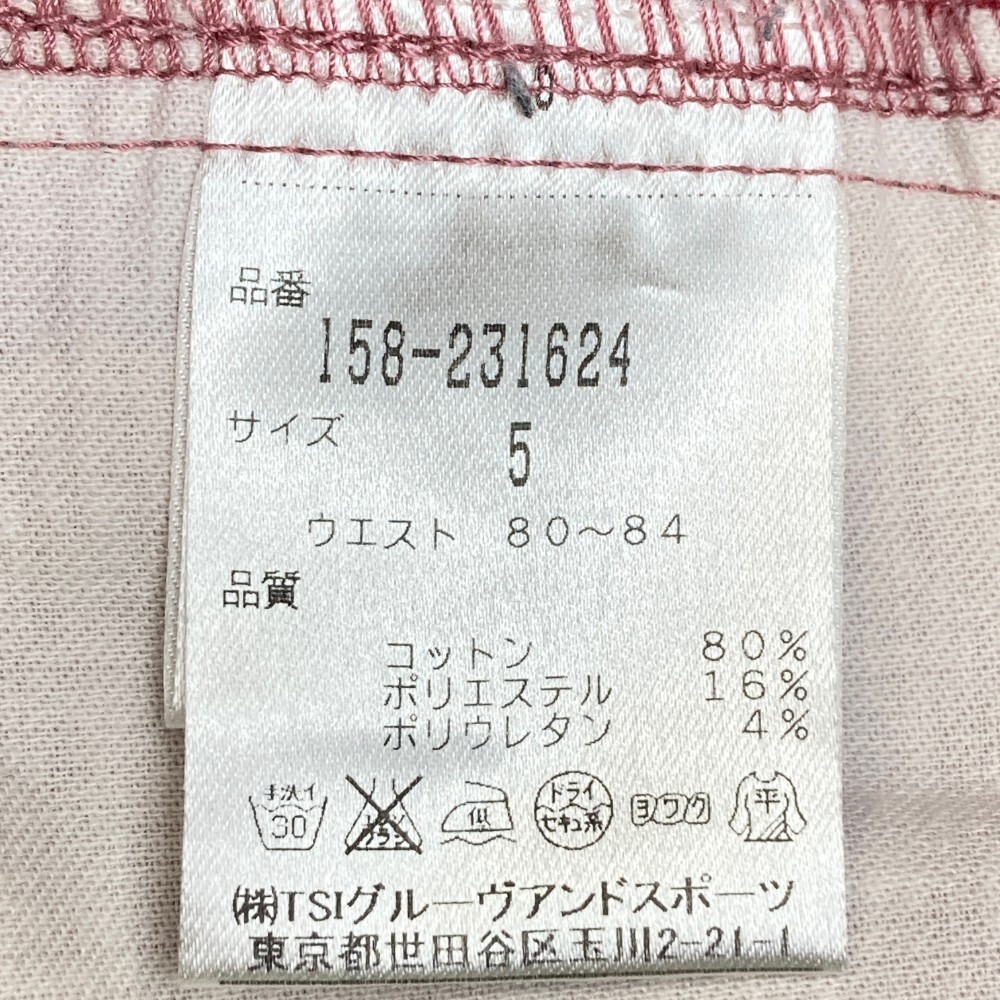 品番
158-231624
サイズ
5
ウエスト 80～84
品質
コットン 80%
ポリエステル 16%
ポリウレタン 4%
手洗イ 30 低 ドライ セキユ系 ヨワク 平
(株)TSIグルーヴアンドスポーツ
東京都世田谷区玉川2-21-1